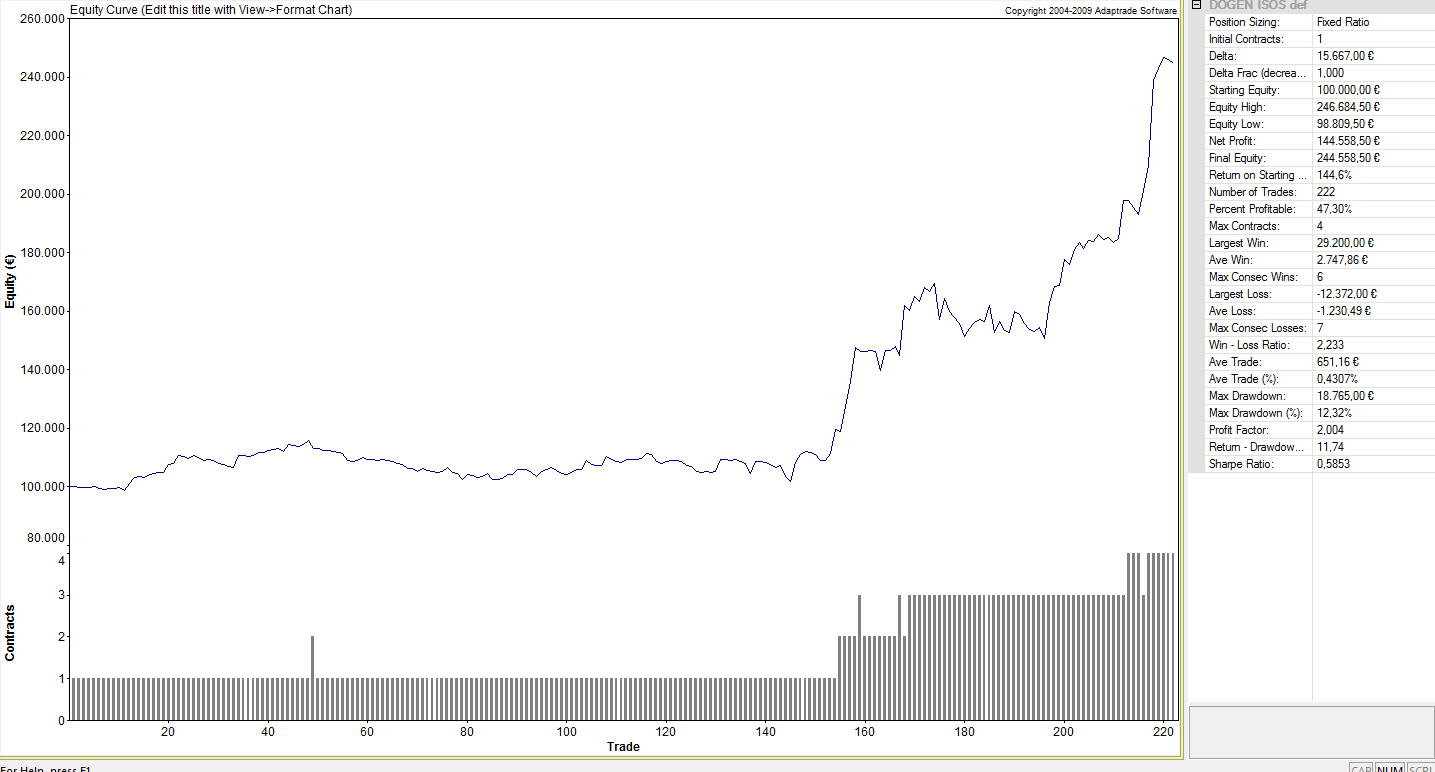 Equity Curve (Edit this title with View->Format Chart)
Copyright 2004-2009 Adaptrade Software
260.000
240.000
220.000
200.000
180.000
160.000
140.000
120.000
100.000
80.000
Equity (€)
4
3
2
1
0
Contracts
20 40 60 80 100 120 140 160 180 200 220
Trade
DOGEN ISOS def
Position Sizing: Fixed Ratio
Initial Contracts: 1
Delta: 15.667,00 €
Delta Frac (decrea... 1,000
Starting Equity: 100.000,00 €
Equity High: 246.684,50 €
Equity Low: 98.809,50 €
Net Profit: 144.558,50 €
Final Equity: 244.558,50 €
Return on Starting ... 144,6%
Number of Trades: 222
Percent Profitable: 47,30%
Max Contracts: 4
Largest Win: 29.200,00 €
Ave Win: 2.747,86 €
Max Consec Wins: 6
Largest Loss: -12.372,00 €
Ave Loss: -1.230,49 €
Max Consec Losses: 7
Win - Loss Ratio: 2,233
Ave Trade: 651,16 €
Ave Trade (%): 0,4307%
Max Drawdown: 18.765,00 €
Max Drawdown (%): 12,32%
Profit Factor: 2,004
Return - Drawdow... 11,74
Sharpe Ratio: 0,5853
For Help, press F1
CAP NUM SCRL